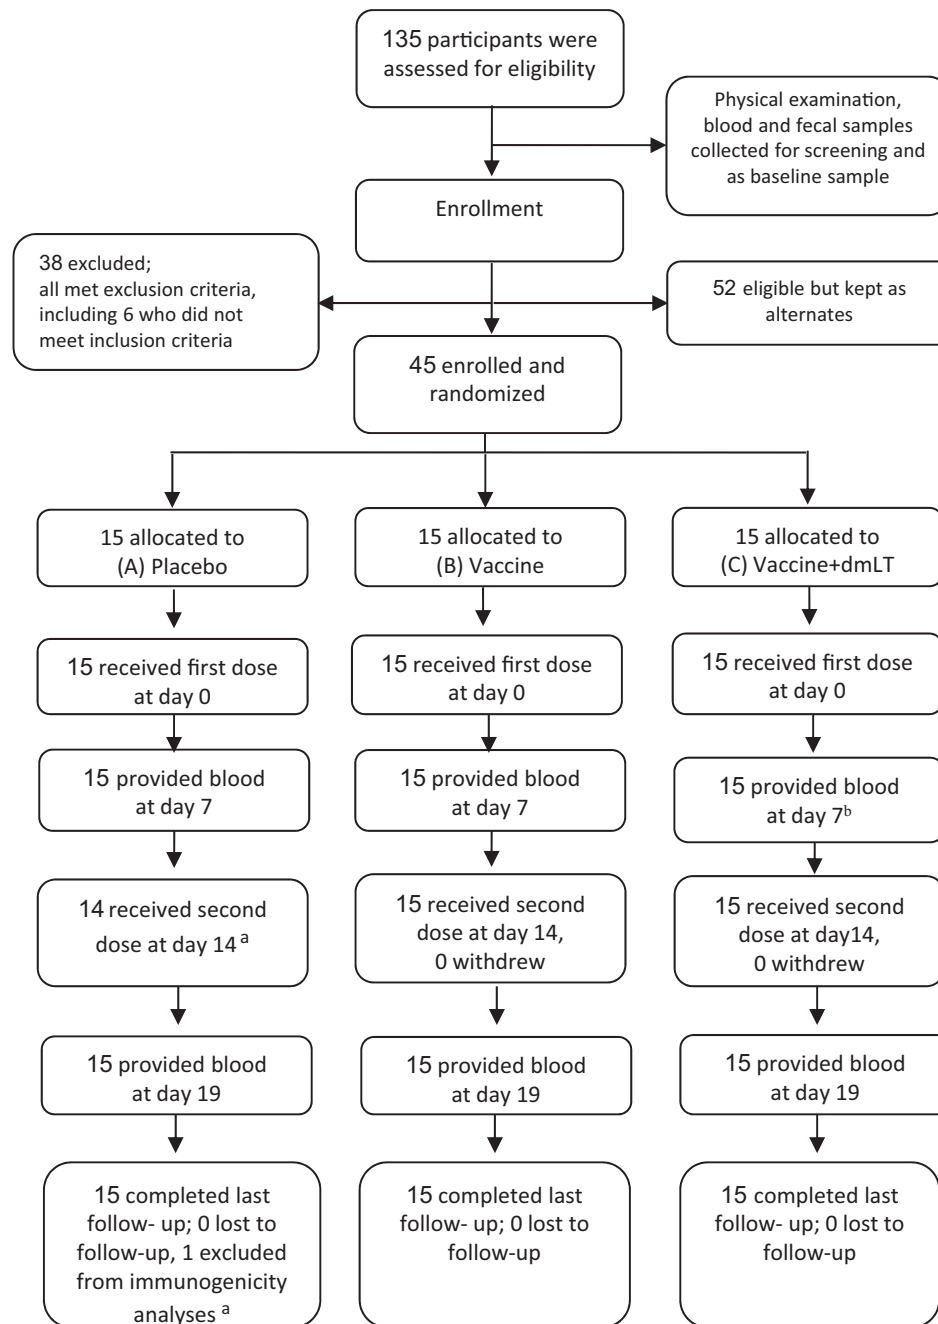 135 participants were
assessed for eligibility
Physical examination,
blood and fecal samples
collected for screening and
as baseline sample
Enrollment
38 excluded;
all met exclusion criteria,
including 6 who did not
meet inclusion criteria
52 eligible but kept as
alternates
45 enrolled and
randomized
15 allocated to
(A) Placebo
15 allocated to
(B) Vaccine
15 allocated to
(C) Vaccine+dmLT
15 received first dose
at day 0
15 received first dose
at day 0
15 received first dose
at day 0
15 provided blood
at day 7
15 provided blood
at day 7
15 provided blood
at day 7b
14 received second
dose at day 14 a
15 received second
dose at day 14,
0 withdrew
15 received second
dose at day14,
0 withdrew
15 provided blood
at day 19
15 provided blood
at day 19
15 provided blood
at day 19
15 completed last
follow- up; 0 lost to
follow-up, 1 excluded
from immunogenicity
analyses a
15 completed last
follow- up; 0 lost to
follow-up
15 completed last
follow- up; 0 lost to
follow-up